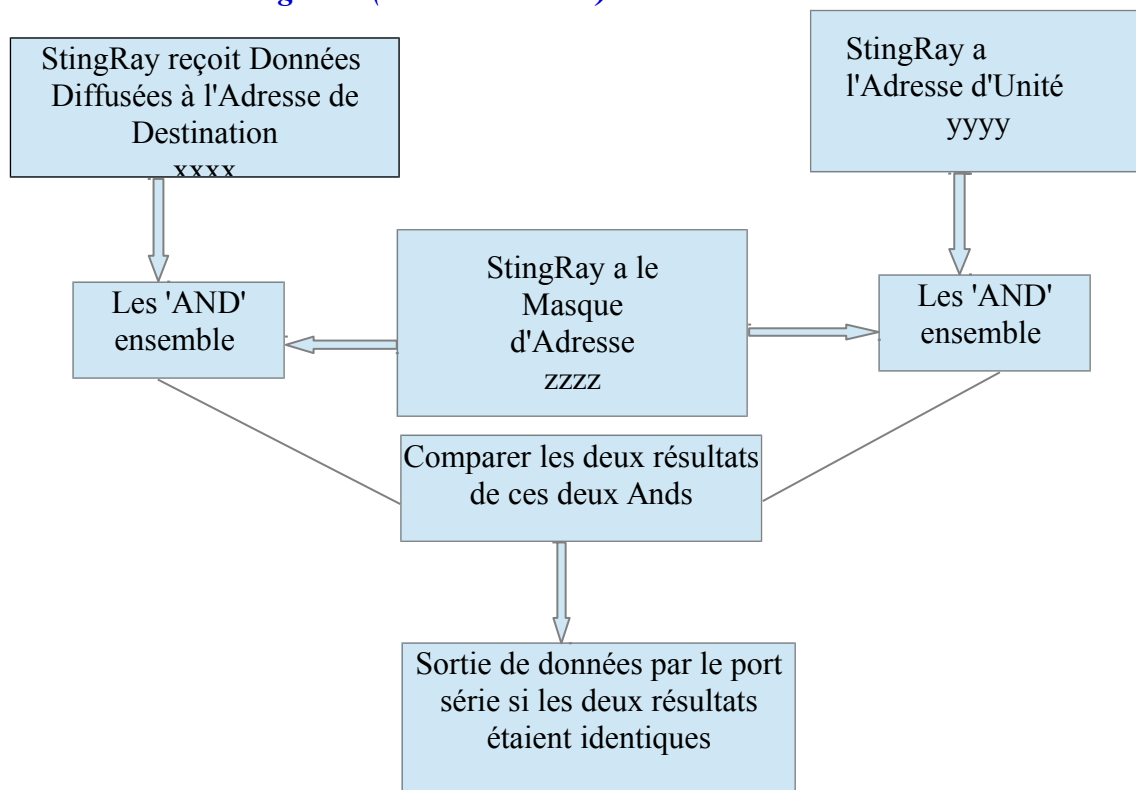 StingRay reçoit Données
Diffusées à l'Adresse de
Destination
xxxx
StingRay a
l'Adresse d'Unité
yyyy
Les 'AND'
ensemble
StingRay a le
Masque
d'Adresse
zzzz
Les 'AND'
ensemble
Comparer les deux résultats
de ces deux Ands
Sortie de données par le port
série si les deux résultats
étaient identiques